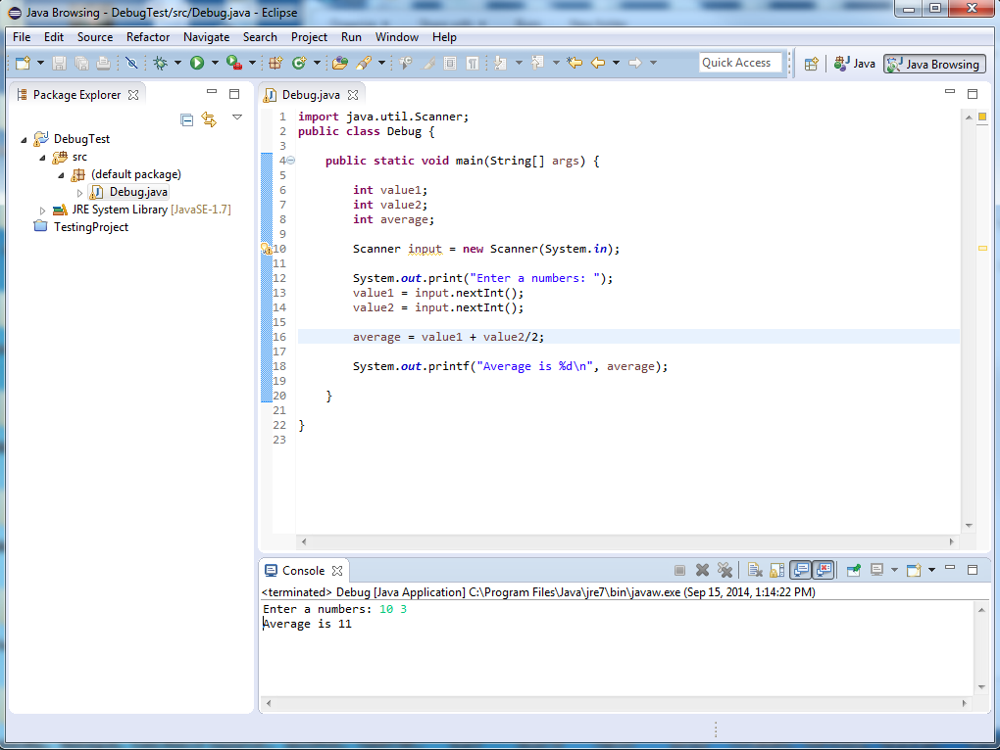 Java Browsing - DebugTest/src/Debug.java - Eclipse
File Edit Source Refactor Navigate Search Project Run Window Help
Quick Access Java Java Browsing
Package Explorer
DebugTest
src
(default package)
Debug.java
JRE System Library [JavaSE-1.7]
TestingProject
Debug.java
1 import java.util.Scanner;
2 public class Debug {
3
4 public static void main(String[] args) {
5
6 int value1;
7 int value2;
8 int average;
9
10 Scanner input = new Scanner(System.in);
11
12 System.out.print("Enter a numbers: ");
13 value1 = input.nextInt();
14 value2 = input.nextInt();
15
16 average = value1 + value2/2;
17
18 System.out.printf("Average is %d\n", average);
19
20 }
21
22 }
23
Console
<terminated> Debug [Java Application] C:\Program Files\Java\jre7\bin\javaw.exe (Sep 15, 2014, 1:14:22 PM)
Enter a numbers: 10 3
Average is 11